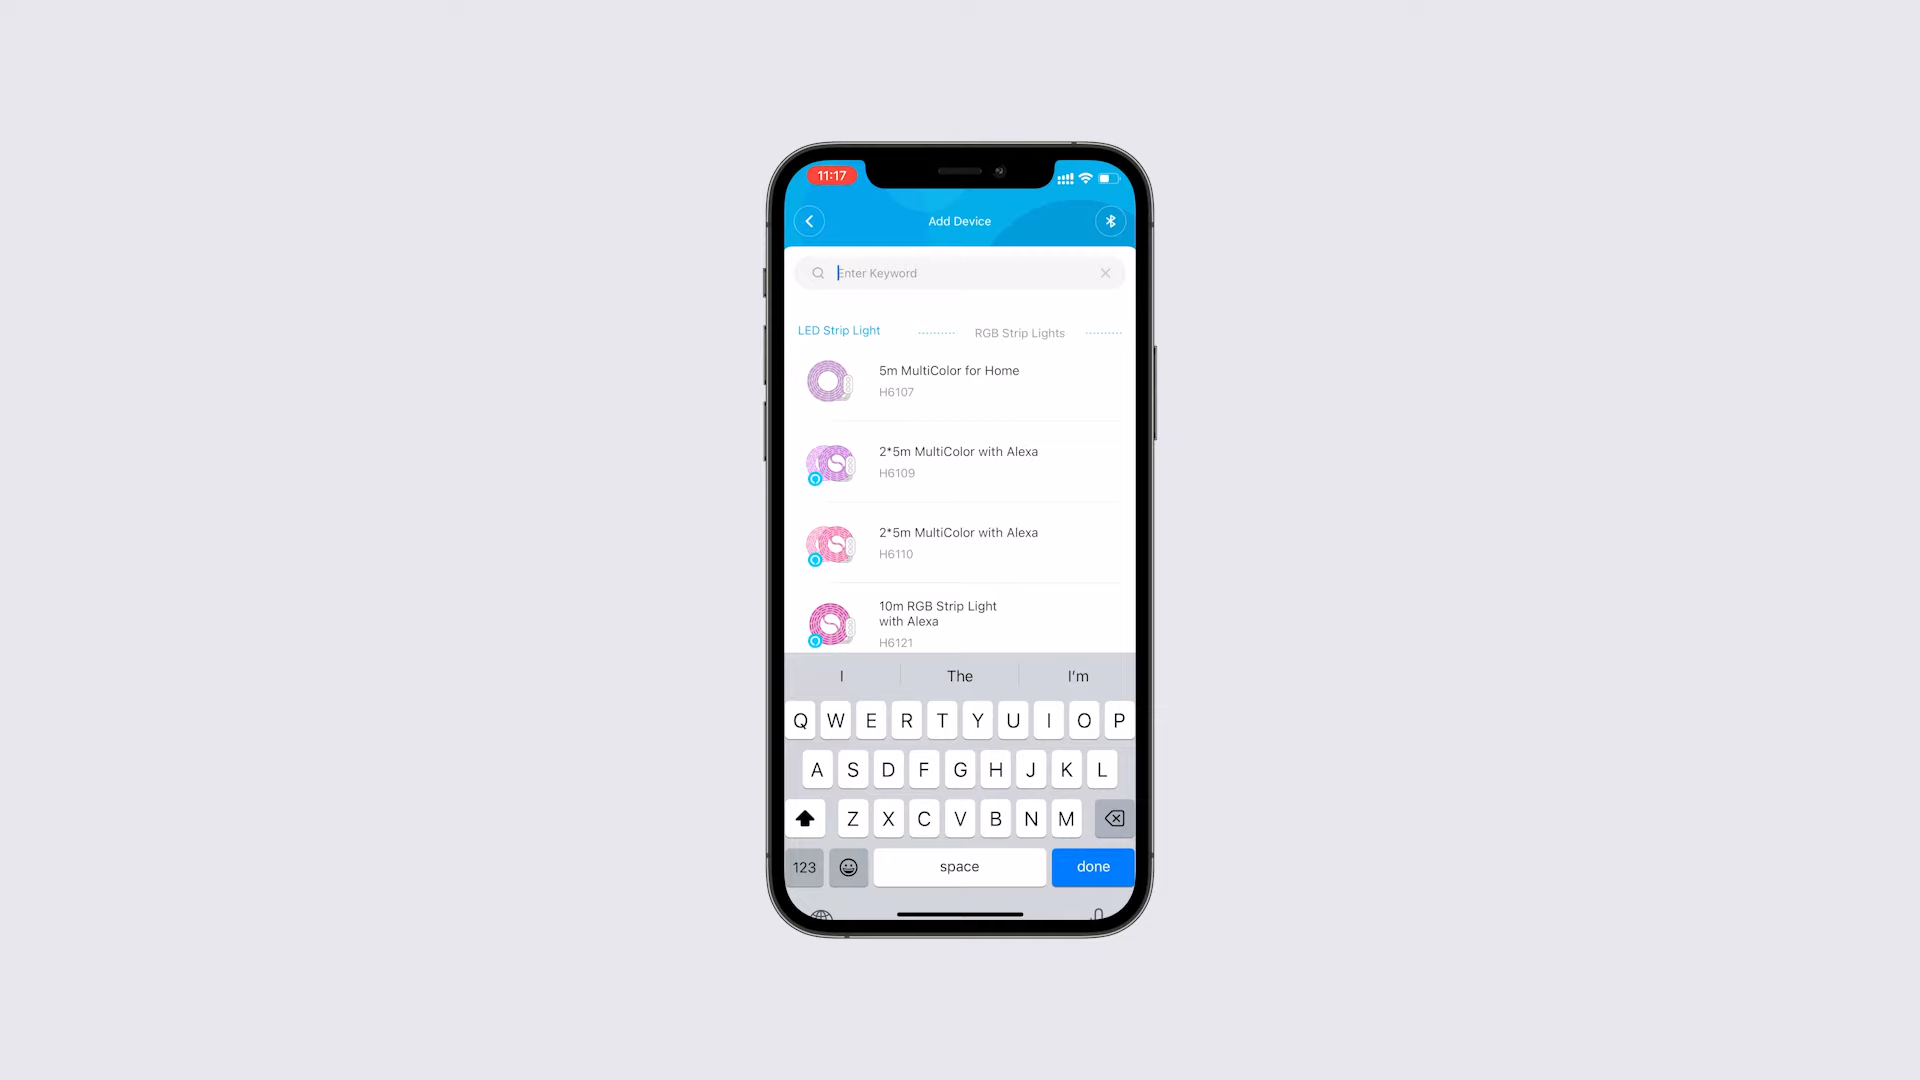 11:17
Add Device
Enter Keyword
LED Strip Light
RGB Strip Lights
5m MultiColor for Home
H6107
2*5m MultiColor with Alexa
H6109
2*5m MultiColor with Alexa
H6110
10m RGB Strip Light
with Alexa
H6121
I The I'm
Q W E R T Y U I O P
A S D F G H J K L
Z X C V B N M
123 space done